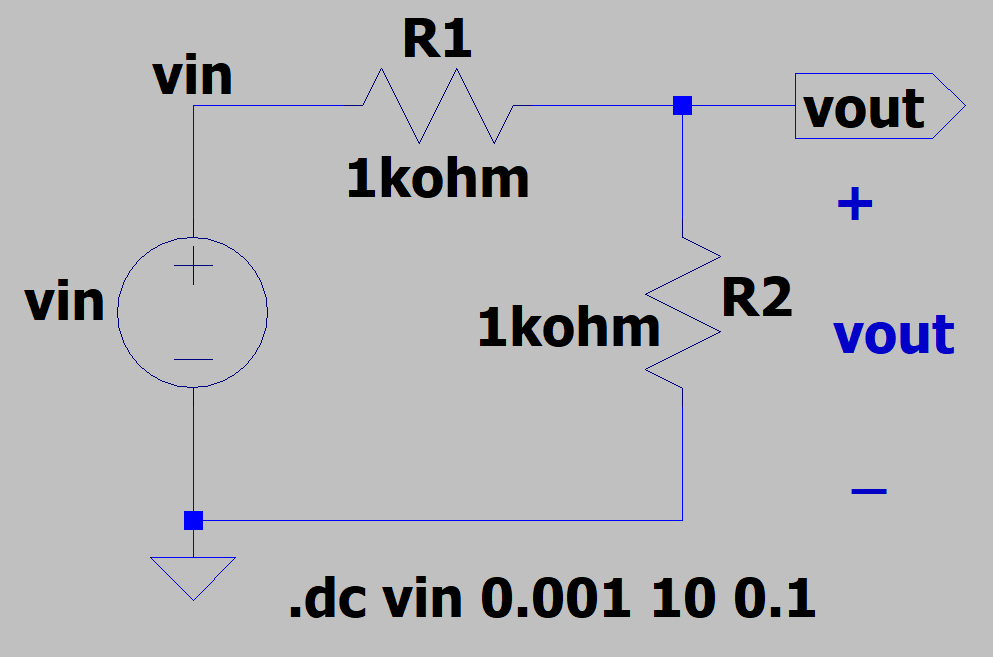 R1
vin
vout
1kohm
+
vin
R2
1kohm
vout
–
.dc vin 0.001 10 0.1